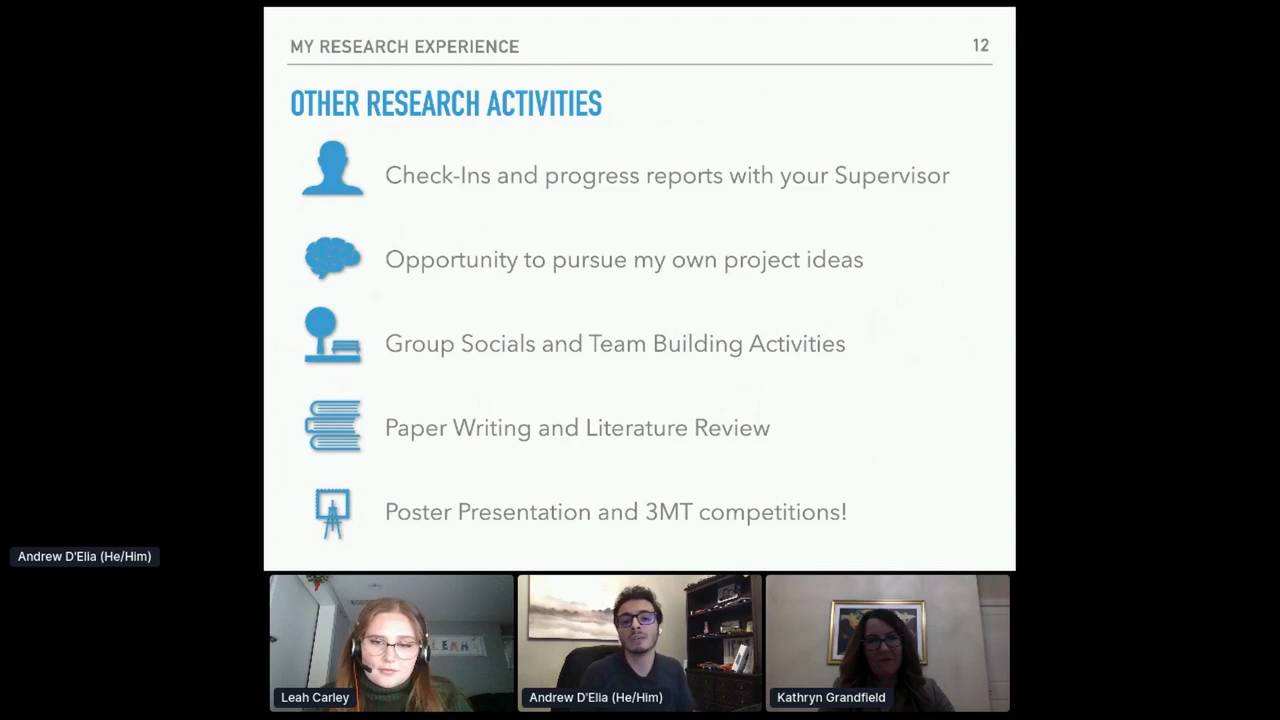 MY RESEARCH EXPERIENCE
12
OTHER RESEARCH ACTIVITIES
Check-Ins and progress reports with your Supervisor
Opportunity to pursue my own project ideas
Group Socials and Team Building Activities
Paper Writing and Literature Review
Poster Presentation and 3MT competitions!
Andrew D'Elia (He/Him)
LEAH
Leah Carley
Andrew D'Elia (He/Him)
Kathryn Grandfield